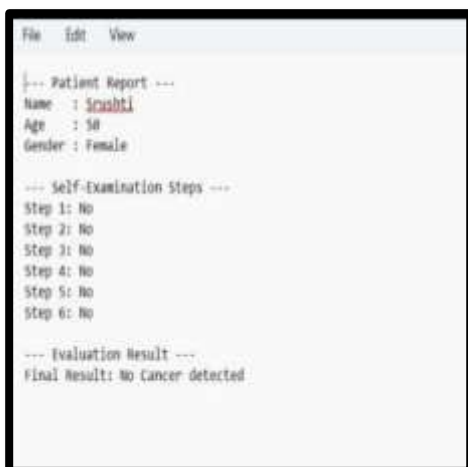 File Edit View
--- Patient Report ---
Name : Srushti
Age : 50
Gender : Female
--- Self-Examination Steps ---
Step 1: No
Step 2: No
Step 3: No
Step 4: No
Step 5: No
Step 6: No
--- Evaluation Result ---
Final Result: No Cancer detected